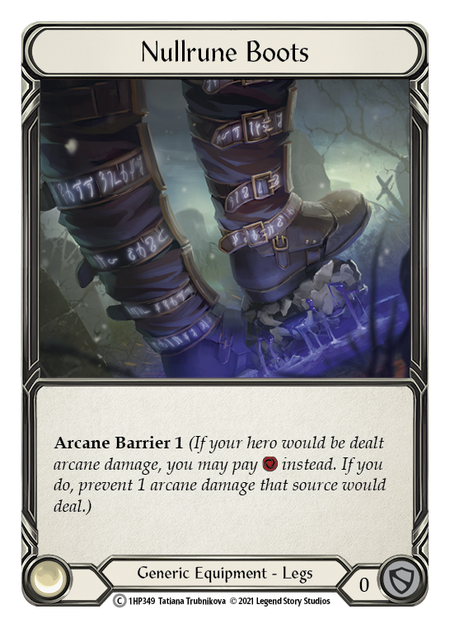 Nullrune Boots
Arcane Barrier 1 (If your hero would be dealt
arcane damage, you may pay instead. If you
do, prevent 1 arcane damage that source would
deal.)
Generic Equipment - Legs
0
C 1HP349 Tatiana Trubnikova © 2021 Legend Story Studios